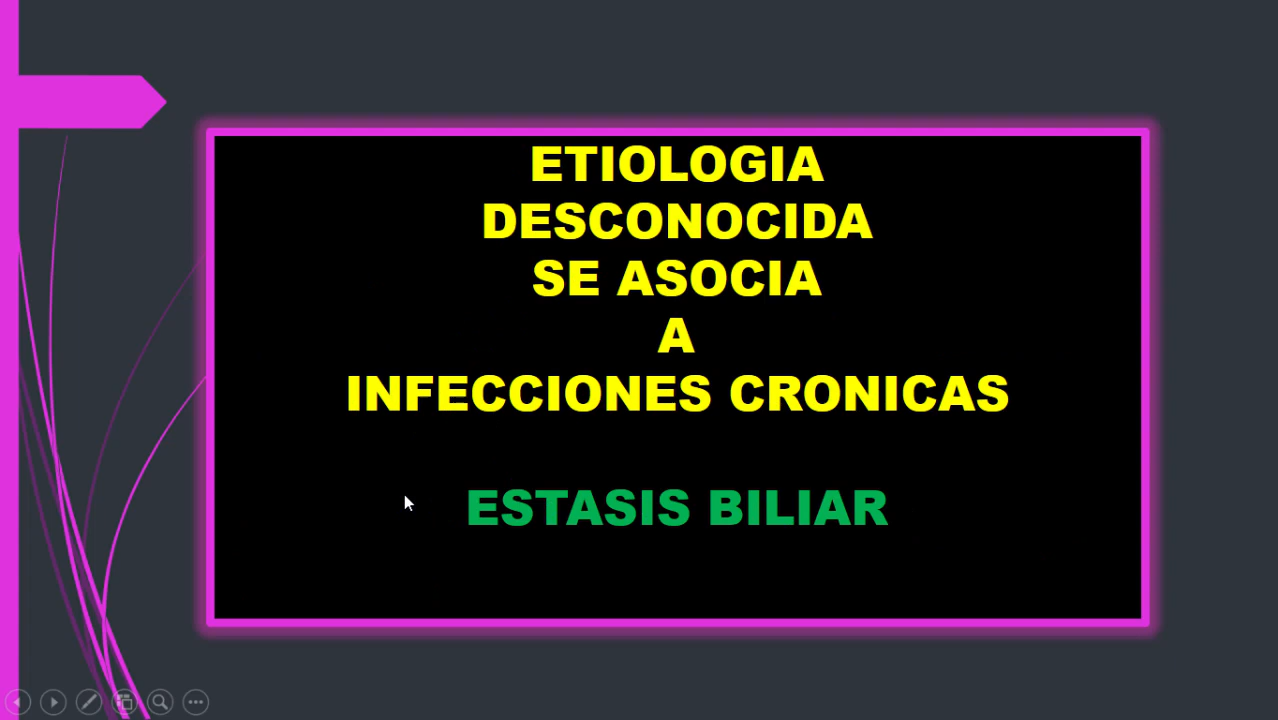 ETIOLOGIA
DESCONOCIDA
SE ASOCIA
A
INFECCIONES CRONICAS
ESTASIS BILIAR